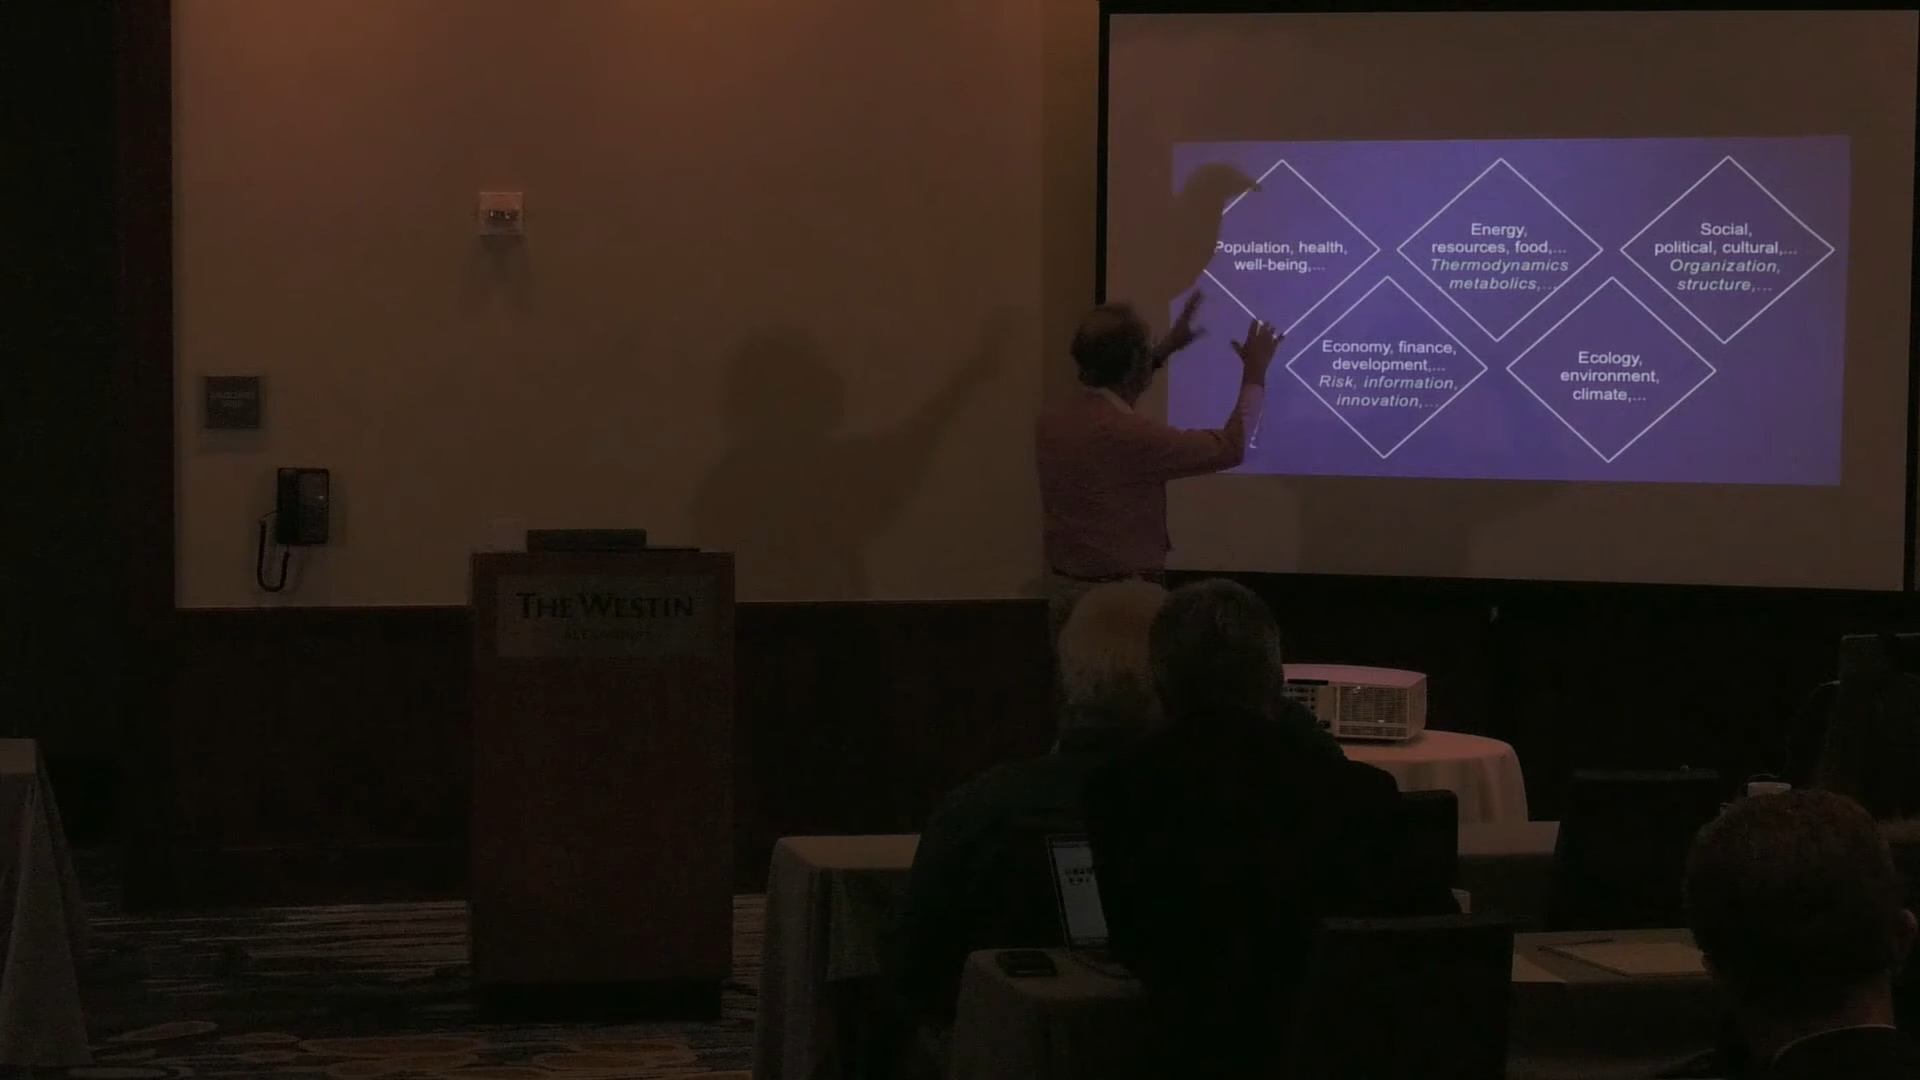 Population, health,
well-being,...
Energy,
resources, food,...
Thermodynamics
metabolics,...
Social,
political, cultural,...
Organization,
structure,...
Economy, finance,
development,...
Risk, information,
innovation,...
Ecology,
environment,
climate,...
THE WESTIN
ALEXANDRIA